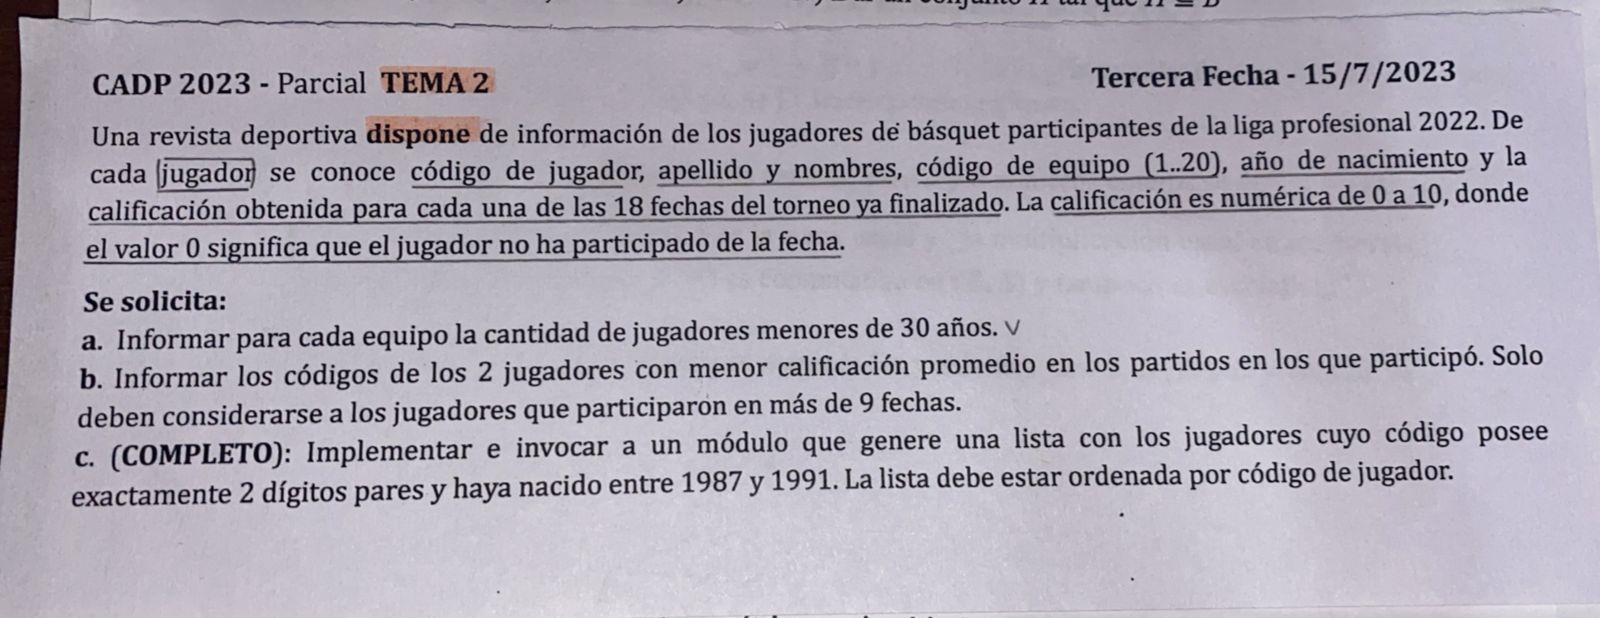 CADP 2023 - Parcial TEMA 2 Tercera Fecha - 15/7/2023
Una revista deportiva dispone de información de los jugadores de básquet participantes de la liga profesional 2022. De
cada jugador se conoce código de jugador, apellido y nombres, código de equipo (1..20), año de nacimiento y la
calificación obtenida para cada una de las 18 fechas del torneo ya finalizado. La calificación es numérica de 0 a 10, donde
el valor 0 significa que el jugador no ha participado de la fecha.
Se solicita:
a. Informar para cada equipo la cantidad de jugadores menores de 30 años. ✓
b. Informar los códigos de los 2 jugadores con menor calificación promedio en los partidos en los que participó. Solo
deben considerarse a los jugadores que participaron en más de 9 fechas.
c. (COMPLETO): Implementar e invocar a un módulo que genere una lista con los jugadores cuyo código posee
exactamente 2 dígitos pares y haya nacido entre 1987 y 1991. La lista debe estar ordenada por código de jugador.